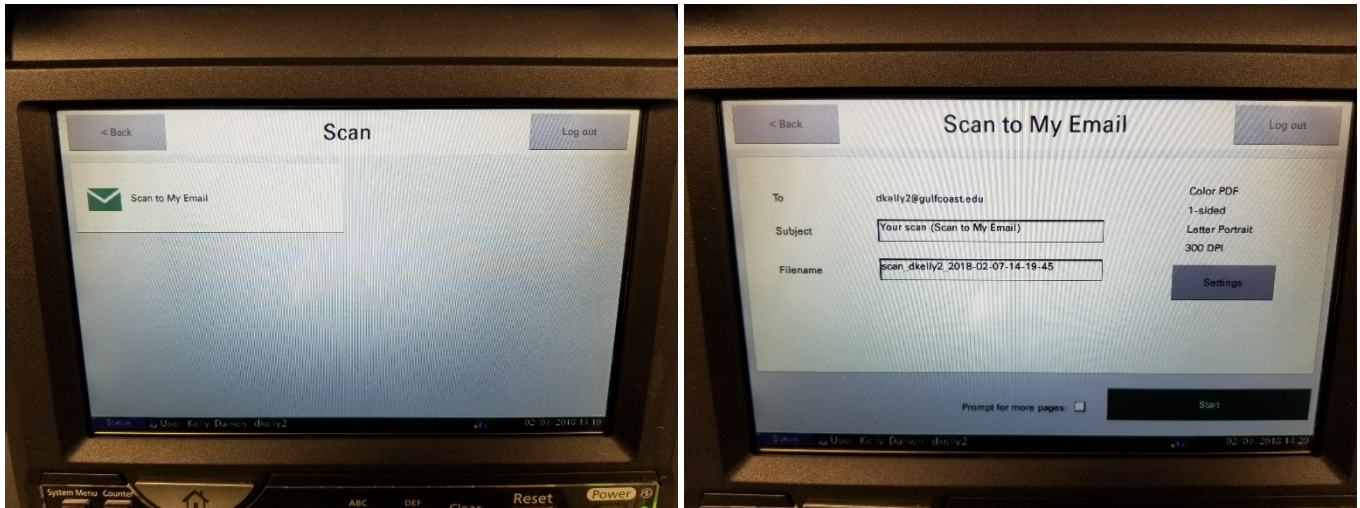 < Back
Scan
Log out
Scan to My Email
Status
User: Kelly Damen dkelly2
02/07/2018 14:19
System Menu
Counter
ABC
DEF
Clear
Reset
Power
< Back
Scan to My Email
Log out
To
dkelly2@gulfcoast.edu
Subject
Your scan (Scan to My Email)
Filename
scan_dkelly2_2018-02-07-14-19-45
Color PDF
1-sided
Letter Portrait
300 DPI
Settings
Prompt for more pages:
Start
Status
User: Kelly Damen dkelly2
02/07/2018 14:20